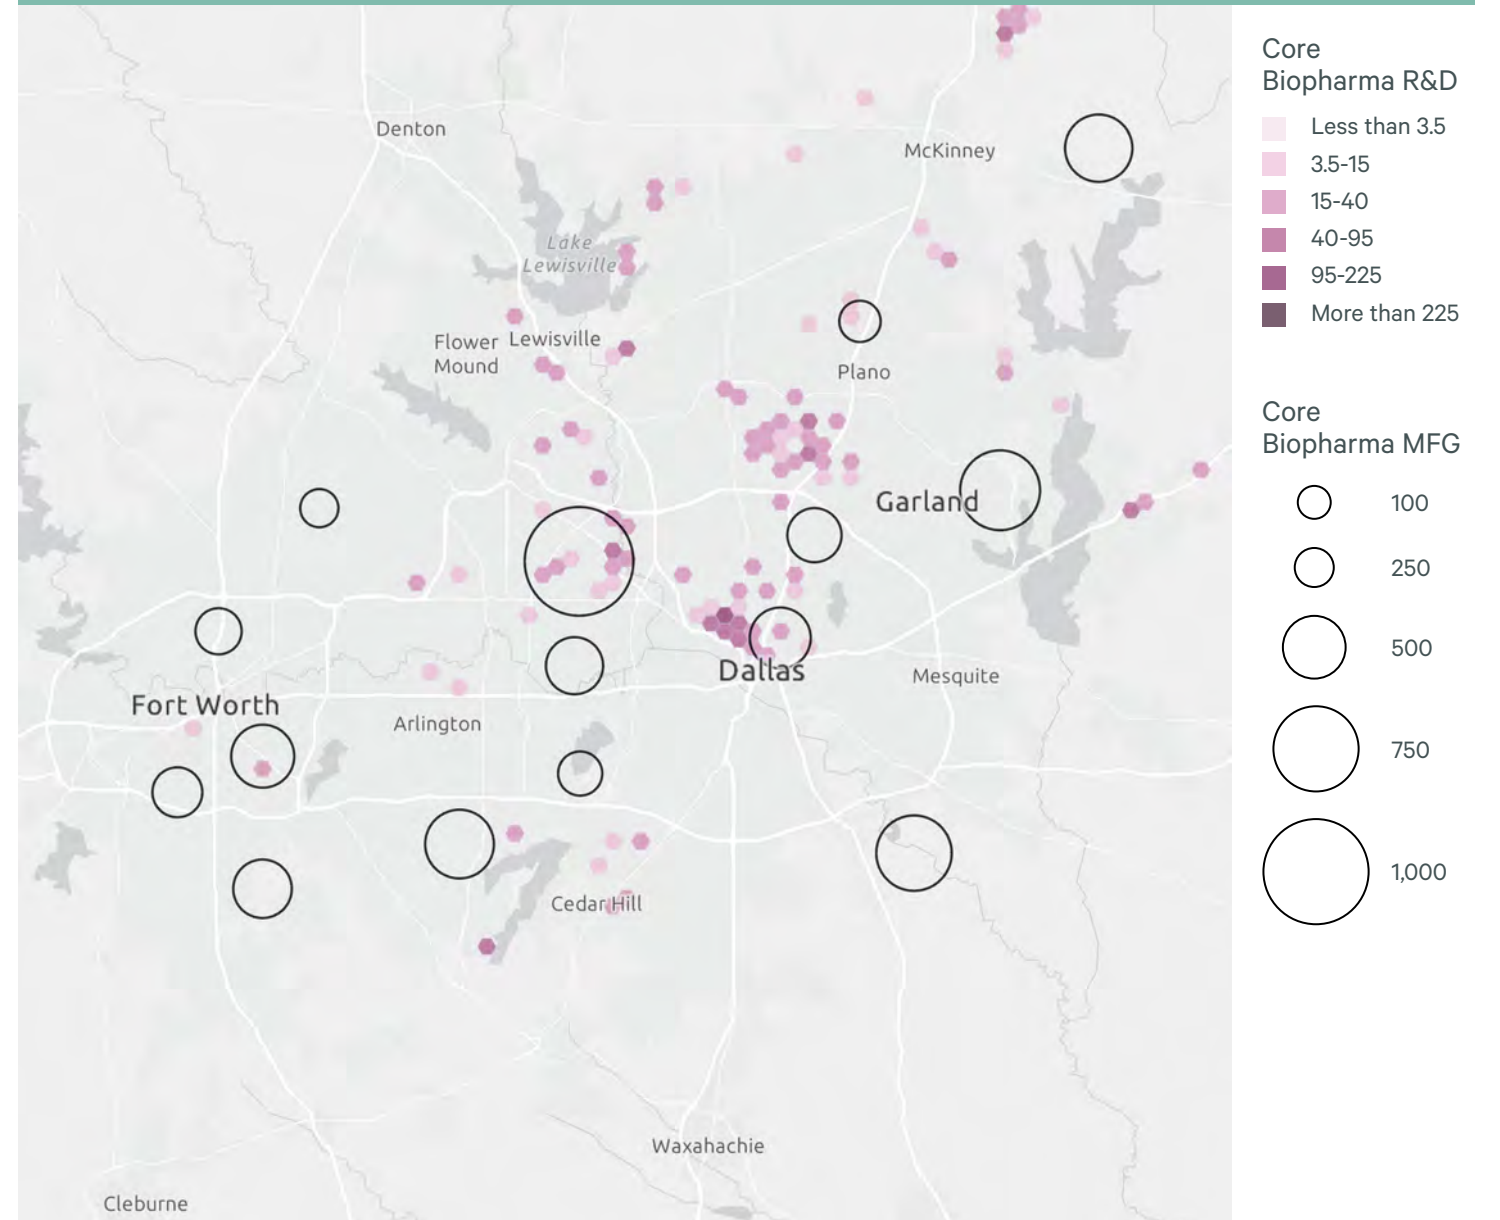 Denton
McKinney
Lake
Lewisville
Flower
Mound
Lewisville
Plano
Garland
Dallas
Mesquite
Fort Worth
Arlington
Cedar Hill
Waxahachie
Cleburne
Core
Biopharma R&D
Less than 3.5
3.5-15
15-40
40-95
95-225
More than 225
Core
Biopharma MFG
100
250
500
750
1,000